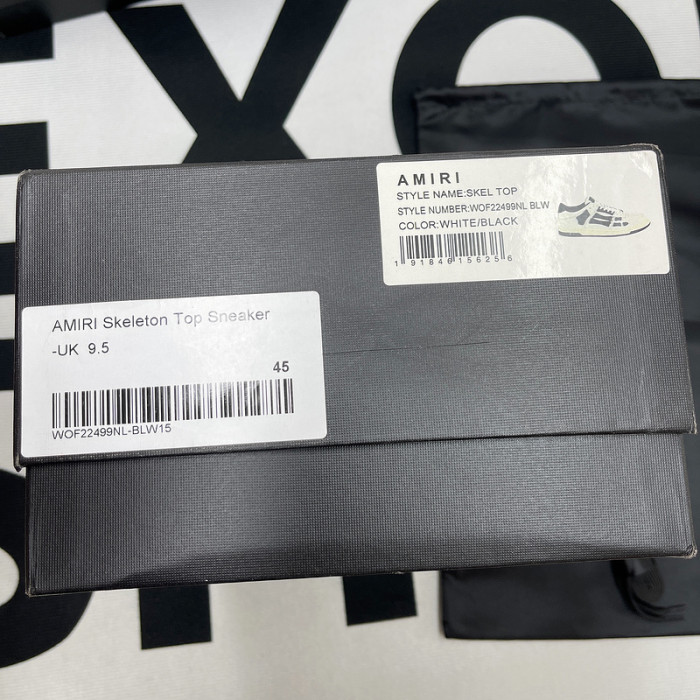 AMIRI
STYLE NAME:SKEL TOP
STYLE NUMBER:WOF22499NL BLW
COLOR:WHITE/BLACK
191846156256
AMIRI Skeleton Top Sneaker
-UK 9.5
45
WOF22499NL-BLW15